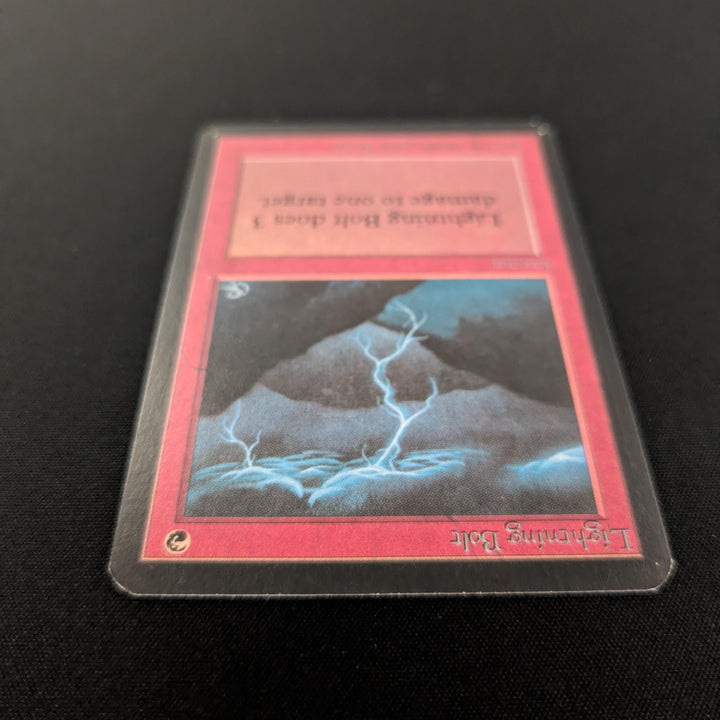 Lightning Bolt
Lightning Bolt does 3
damage to one target.